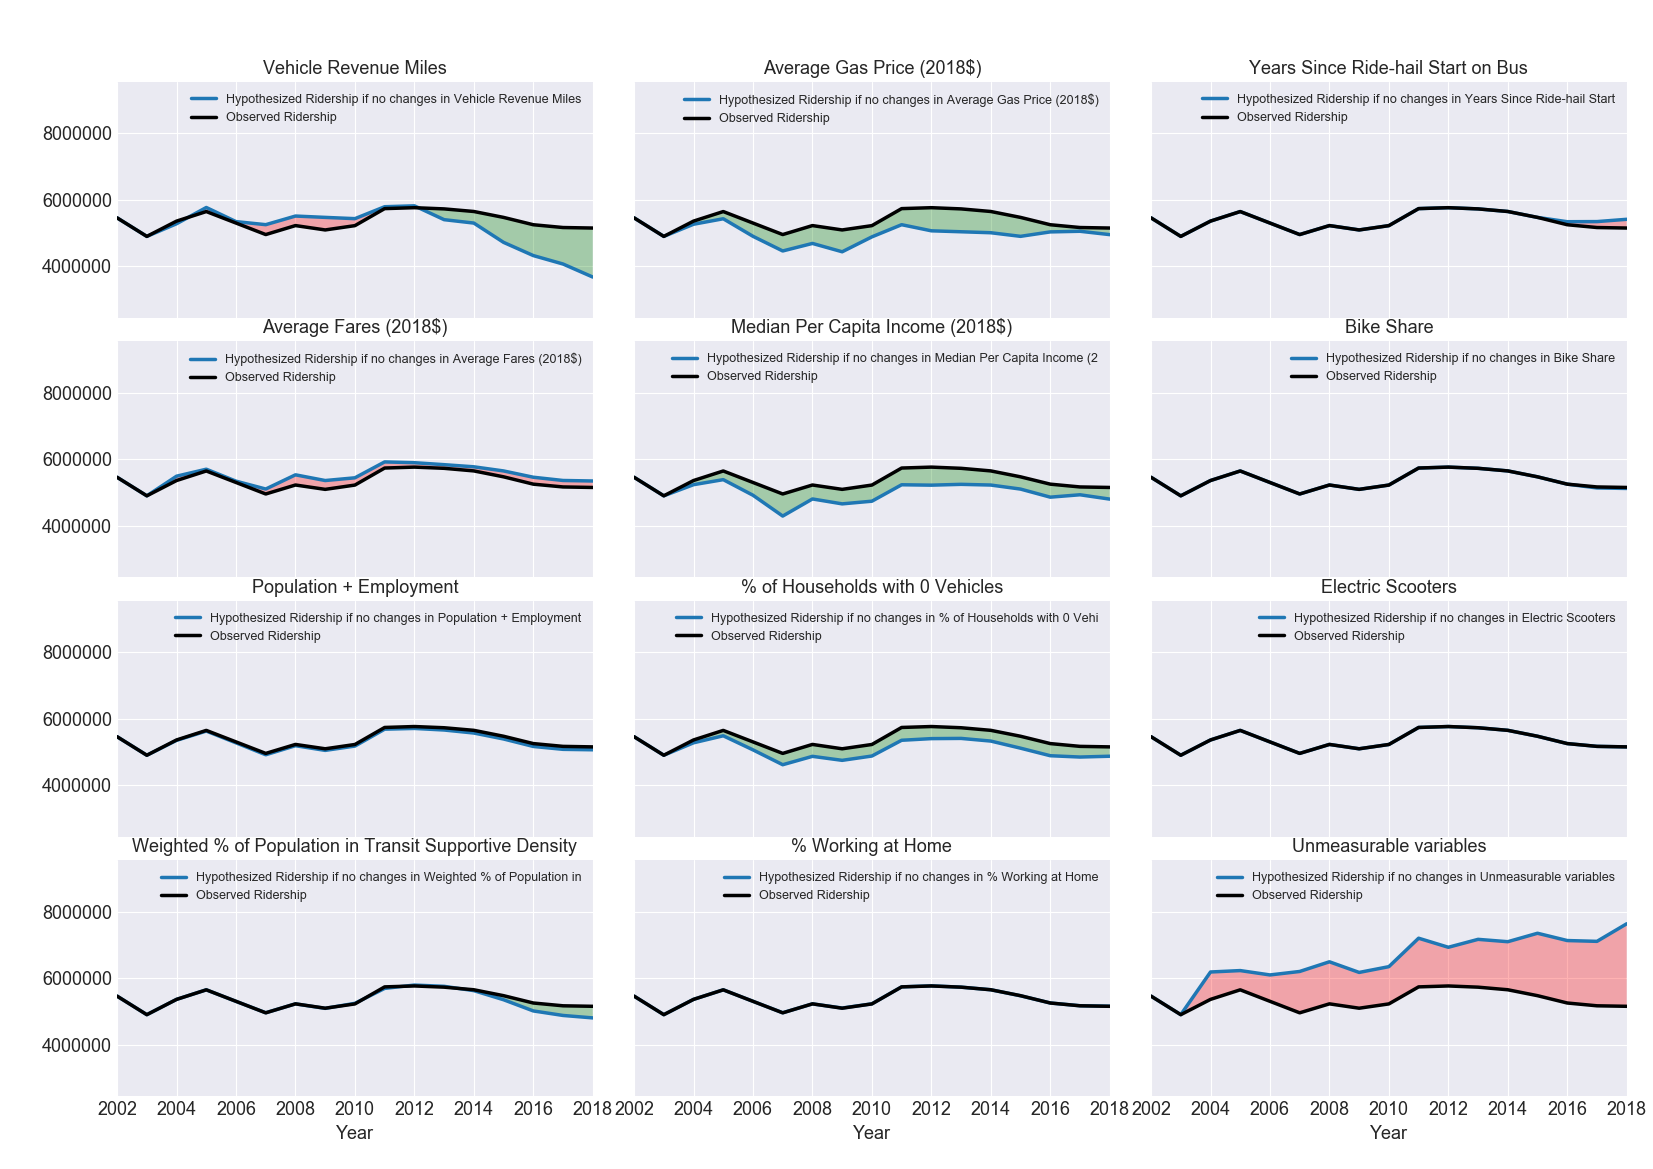 Vehicle Revenue Miles
Hypothesized Ridership if no changes in Vehicle Revenue Miles
Observed Ridership
8000000
6000000
4000000
Average Gas Price (2018$)
Hypothesized Ridership if no changes in Average Gas Price (2018$)
Observed Ridership
Years Since Ride-hail Start on Bus
Hypothesized Ridership if no changes in Years Since Ride-hail Start
Observed Ridership
Average Fares (2018$)
Hypothesized Ridership if no changes in Average Fares (2018$)
Observed Ridership
8000000
6000000
4000000
Median Per Capita Income (2018$)
Hypothesized Ridership if no changes in Median Per Capita Income (2
Observed Ridership
Bike Share
Hypothesized Ridership if no changes in Bike Share
Observed Ridership
Population + Employment
Hypothesized Ridership if no changes in Population + Employment
Observed Ridership
8000000
6000000
4000000
% of Households with 0 Vehicles
Hypothesized Ridership if no changes in % of Households with 0 Vehi
Observed Ridership
Electric Scooters
Hypothesized Ridership if no changes in Electric Scooters
Observed Ridership
Weighted % of Population in Transit Supportive Density
Hypothesized Ridership if no changes in Weighted % of Population in
Observed Ridership
8000000
6000000
4000000
2002 2004 2006 2008 2010 2012 2014 2016 2018
Year
% Working at Home
Hypothesized Ridership if no changes in % Working at Home
Observed Ridership
2002 2004 2006 2008 2010 2012 2014 2016 2018
Year
Unmeasurable variables
Hypothesized Ridership if no changes in Unmeasurable variables
Observed Ridership
2002 2004 2006 2008 2010 2012 2014 2016 2018
Year